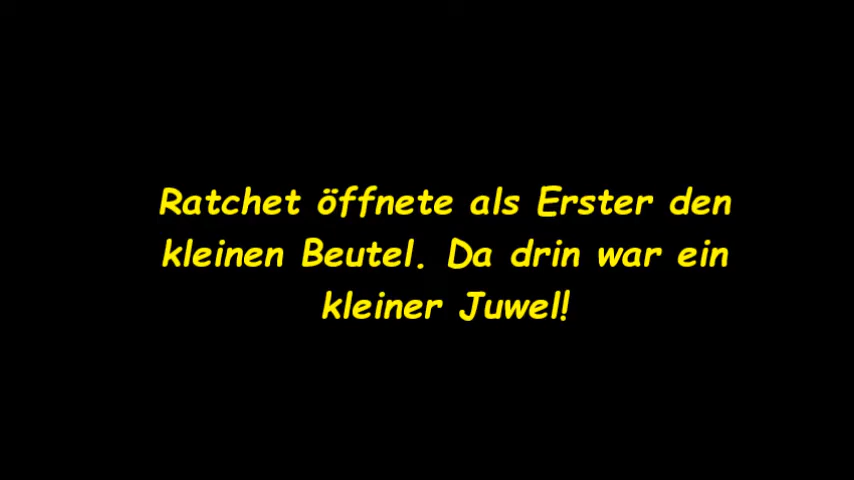 Ratchet öffnete als Erster den
kleinen Beutel. Da drin war ein
kleiner Juwel!